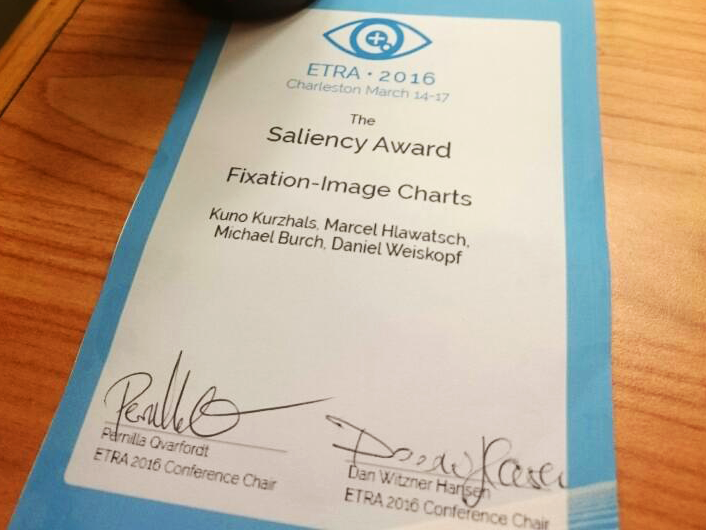 ETRA • 2016
Charleston March 14-17
The
Saliency Award
Fixation-Image Charts
Kuno Kurzhals, Marcel Hlawatsch,
Michael Burch, Daniel Weiskopf
Pernilla Qvarfordt
ETRA 2016 Conference Chair
Dan Witzner Hansen
ETRA 2016 Conference Chair